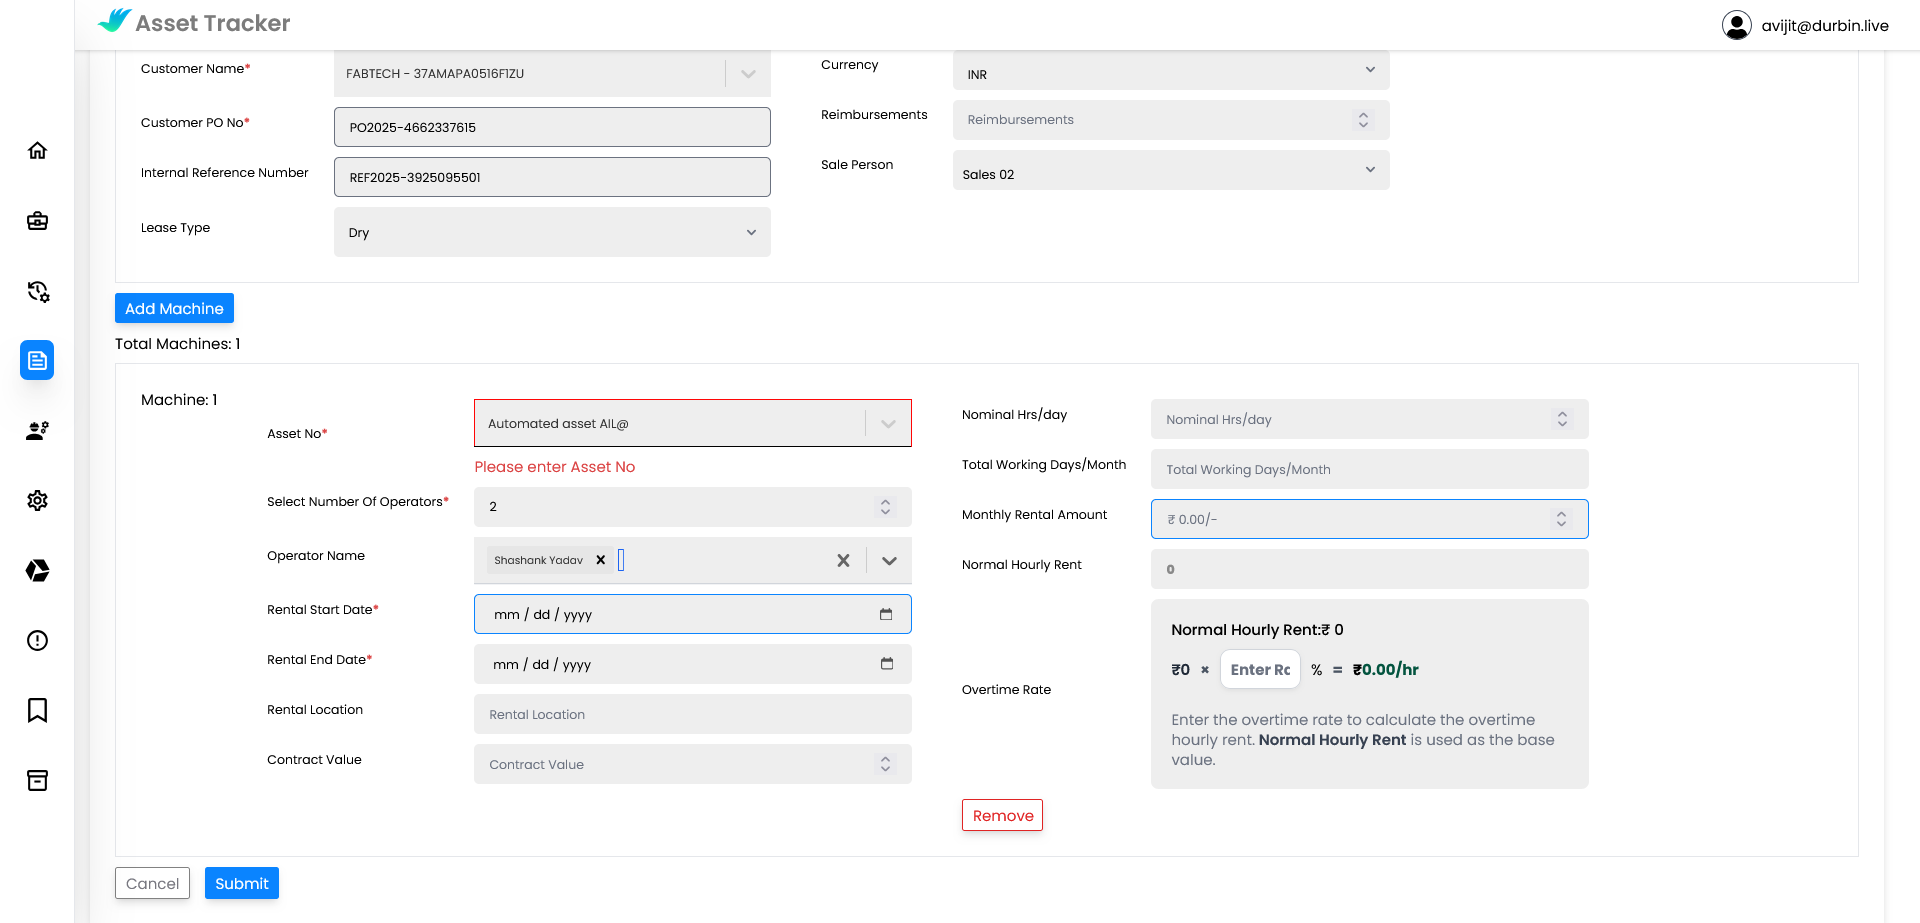 Asset Tracker
avijit@durbin.live
Customer Name*
FABTECH - 37AMAPA0516F1ZU
Customer PO No*
PO2025-4662337615
Internal Reference Number
REF2025-3925095501
Lease Type
Dry
Currency
INR
Reimbursements
Reimbursements
Sale Person
Sales 02
Add Machine
Total Machines: 1
Machine: 1
Asset No*
Automated asset AIL@
Please enter Asset No
Select Number Of Operators*
2
Operator Name
Shashank Yadav
Rental Start Date*
mm / dd / yyyy
Rental End Date*
mm / dd / yyyy
Rental Location
Rental Location
Contract Value
Contract Value
Nominal Hrs/day
Nominal Hrs/day
Total Working Days/Month
Total Working Days/Month
Monthly Rental Amount
₹ 0.00/-
Normal Hourly Rent
0
Overtime Rate
Normal Hourly Rent:₹ 0
₹0 × Enter Ra % = ₹0.00/hr
Enter the overtime rate to calculate the overtime
hourly rent. Normal Hourly Rent is used as the base
value.
Remove
Cancel
Submit